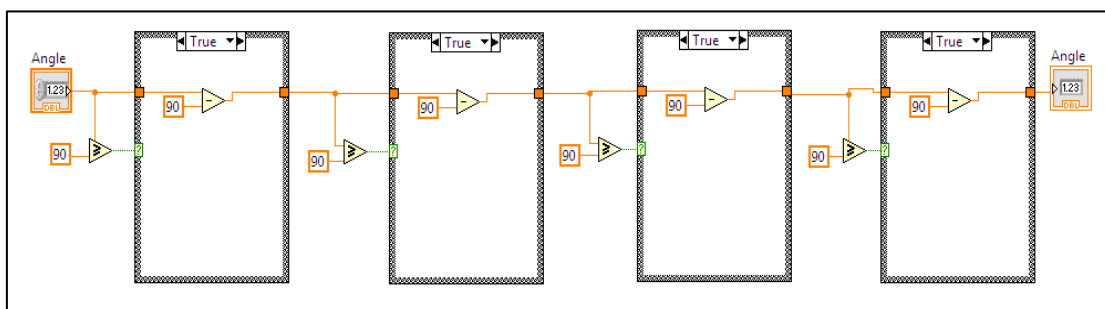 True True True True
Angle Angle
1.23 1.23
DBL DBL
90 90 90 90
90 90 90 90
? ? ? ?